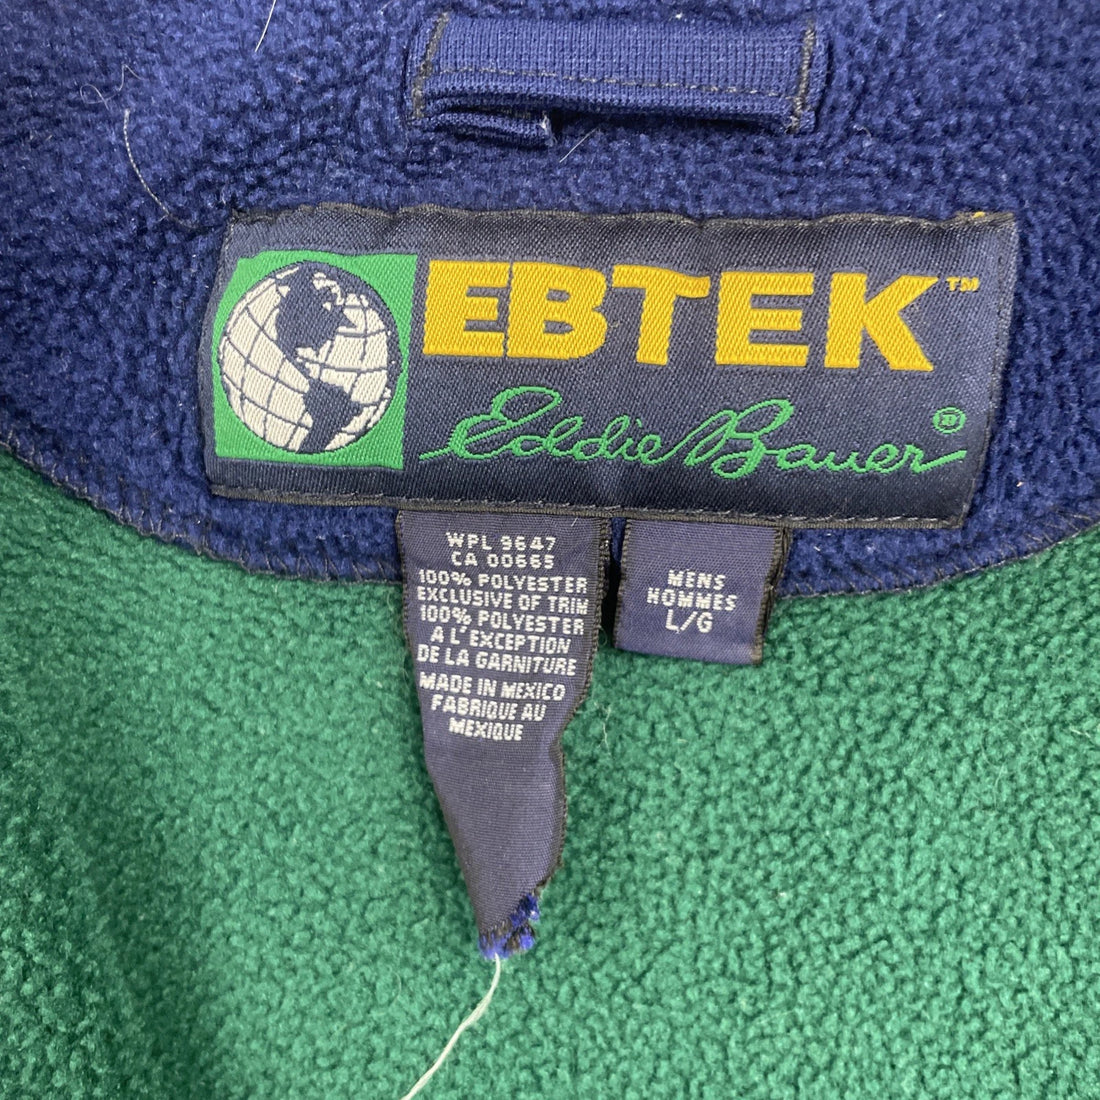 EBTEK™
Eddie Bauer®
WPL 9647
CA 00665
100% POLYESTER
EXCLUSIVE OF TRIM
100% POLYESTER
A L'EXCEPTION
DE LA GARNITURE
MADE IN MEXICO
FABRIQUE AU
MEXIQUE
MENS
HOMMES
L/G